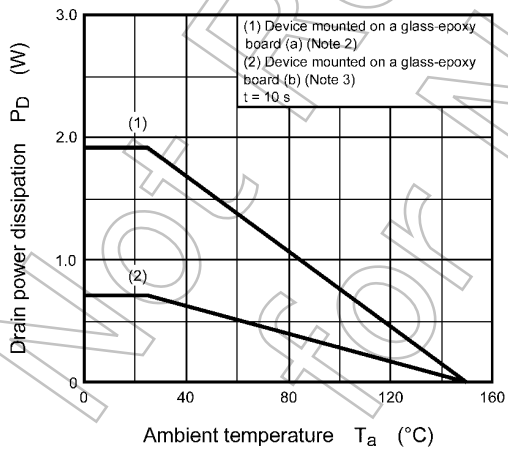 3.0
(1) Device mounted on a glass-epoxy
board (a) (Note 2)
(2) Device mounted on a glass-epoxy
board (b) (Note 3)
t = 10 s
Drain power dissipation PD (W)
2.0
(1)
1.0
(2)
0
0 40 80 120 160
Ambient temperature Ta (°C)
Not
for